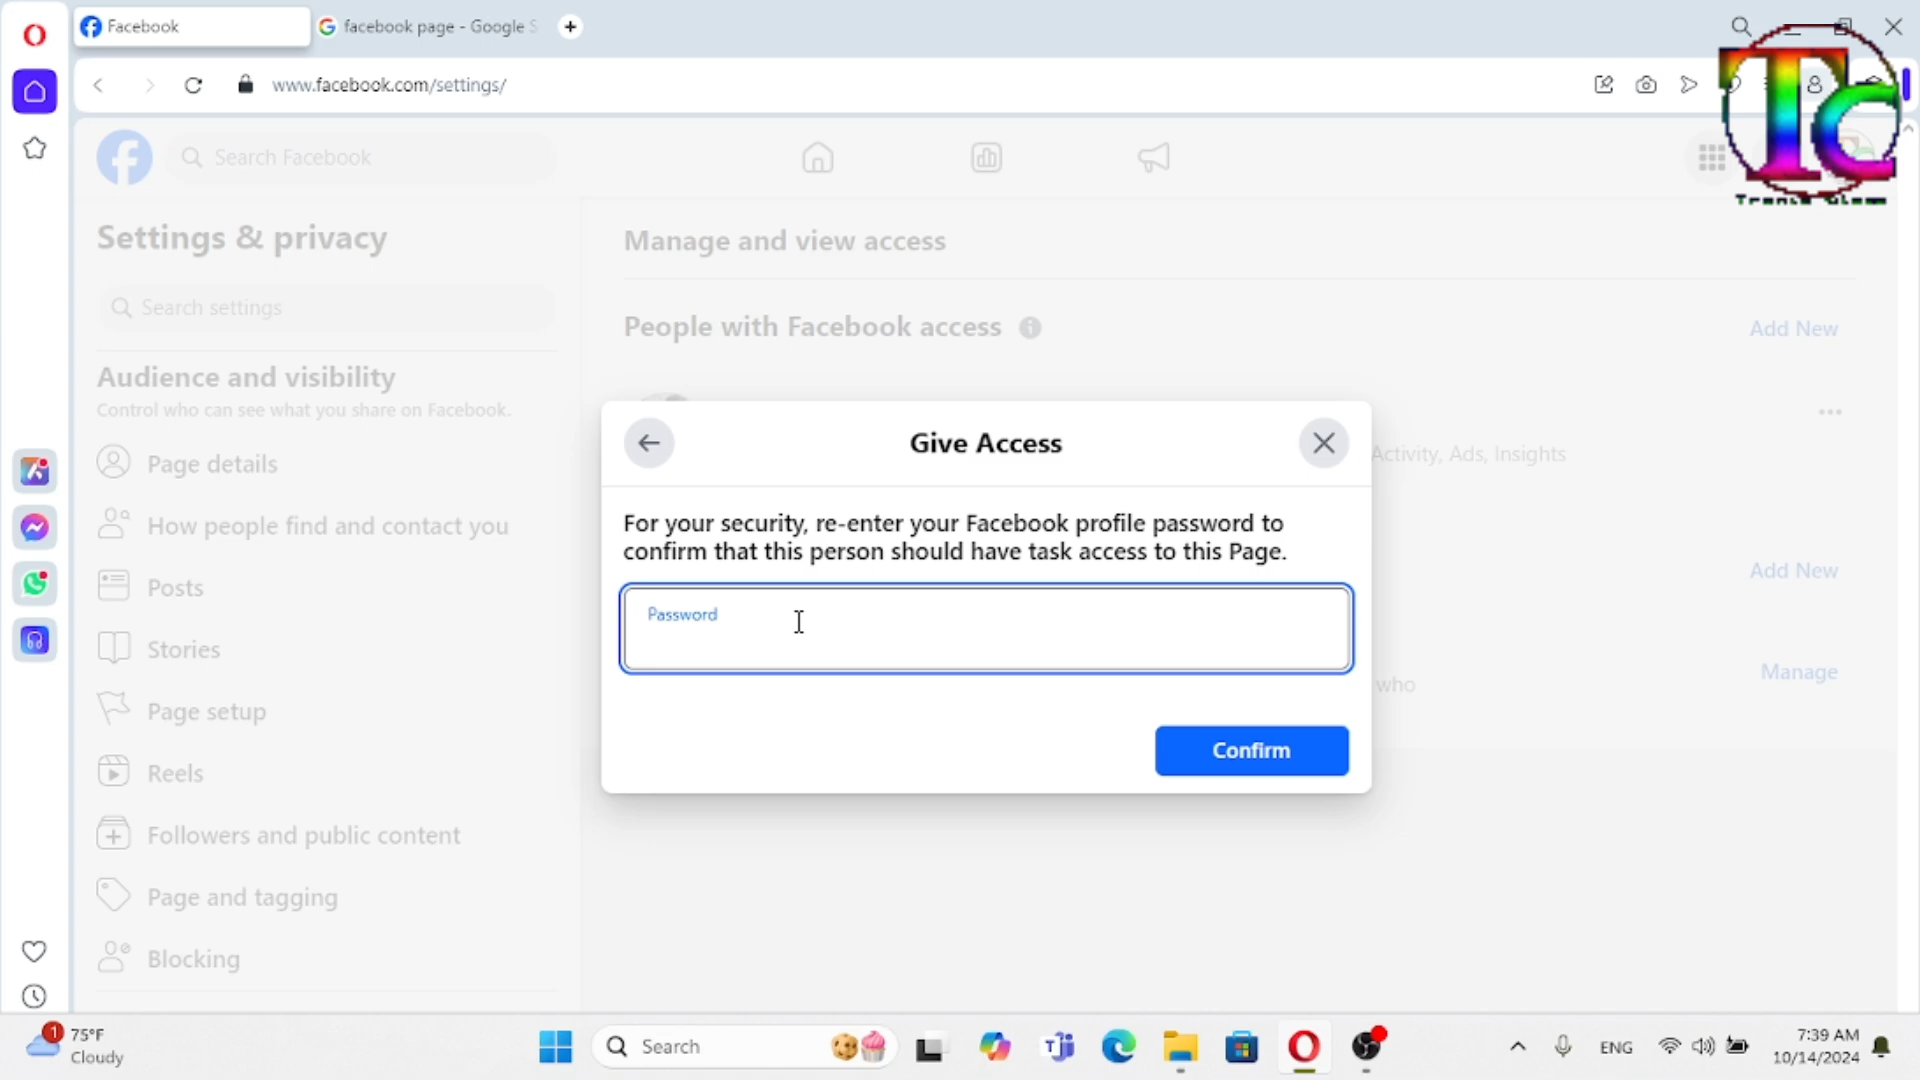 Facebook
facebook page - Google S
www.facebook.com/settings/
Search Facebook
Tc
Settings & privacy
Manage and view access
Search settings
People with Facebook access
Add New
Audience and visibility
Control who can see what you share on Facebook.
Activity, Ads, Insights
Page details
How people find and contact you
Posts
Stories
Page setup
Reels
Followers and public content
Page and tagging
Blocking
Give Access
For your security, re-enter your Facebook profile password to
confirm that this person should have task access to this Page.
Password
Confirm
Add New
Manage
who
1
75°F
Cloudy
Search
ENG
7:39 AM
10/14/2024